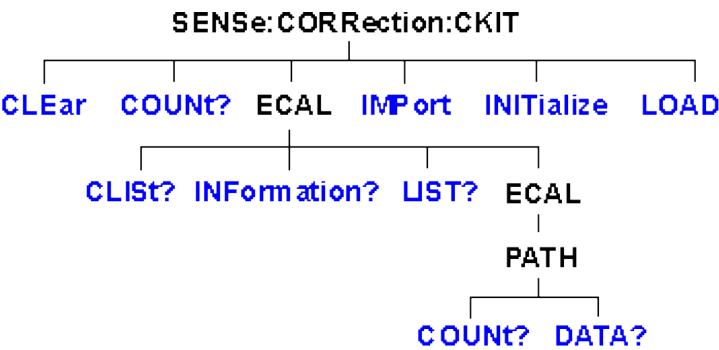 SENSe:CORRection:CKIT
CLEar COUNt? ECAL IMPort INITialize LOAD
CLISt? INFormation? LIST? ECAL
PATH
COUNt? DATA?